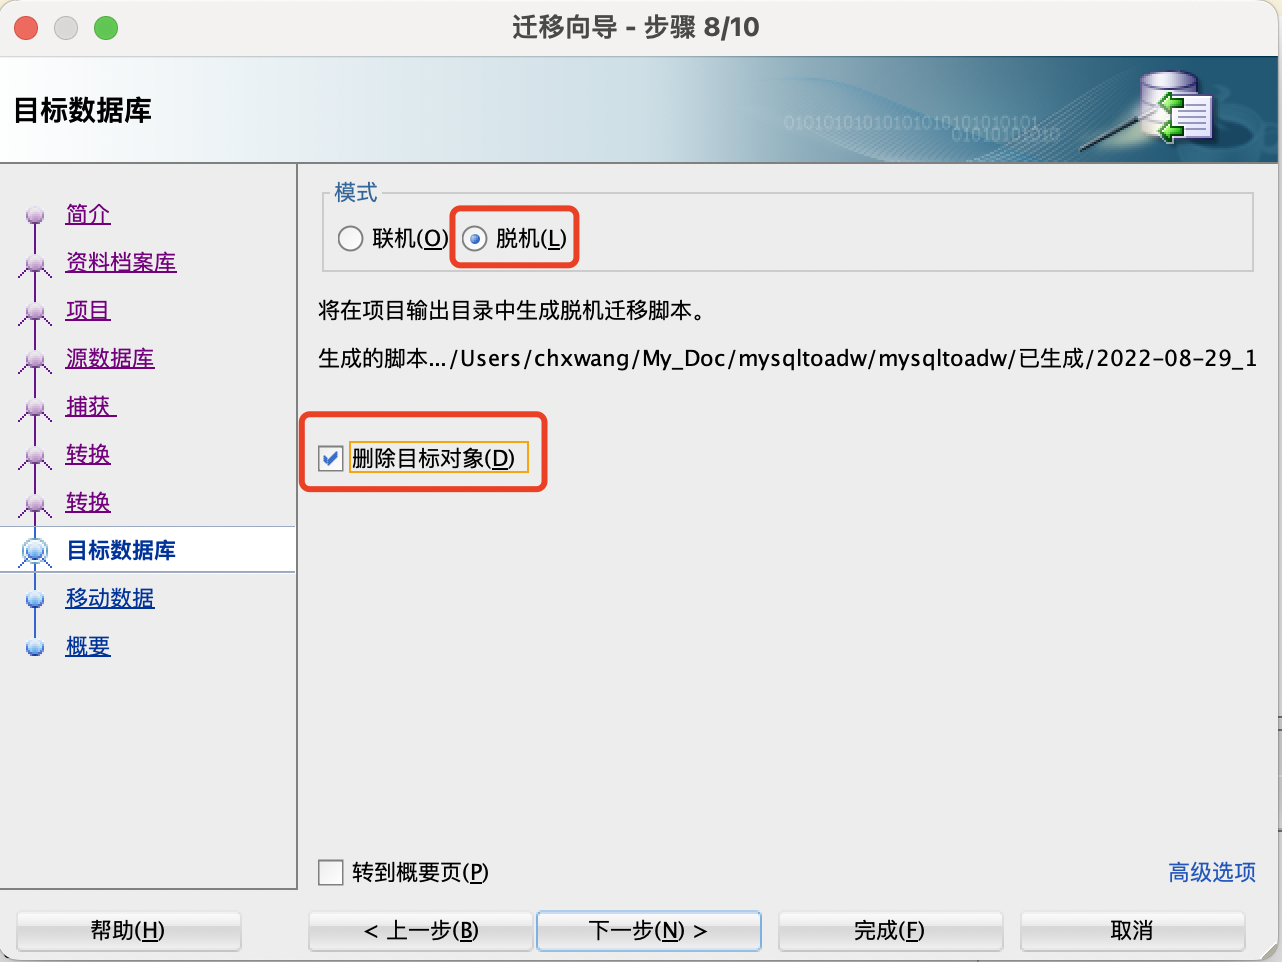 迁移向导 - 步骤 8/10
目标数据库
0101010101010101010101010101
01010101010
简介
资料档案库
项目
源数据库
捕获
转换
转换
目标数据库
移动数据
概要
模式
联机(O) 脱机(L)
将在项目输出目录中生成脱机迁移脚本。
生成的脚本.../Users/chxwang/My_Doc/mysqltoadw/mysqltoadw/已生成/2022-08-29_1
删除目标对象(D)
转到概要页(P) 高级选项
帮助(H) < 上一步(B) 下一步(N) > 完成(F) 取消